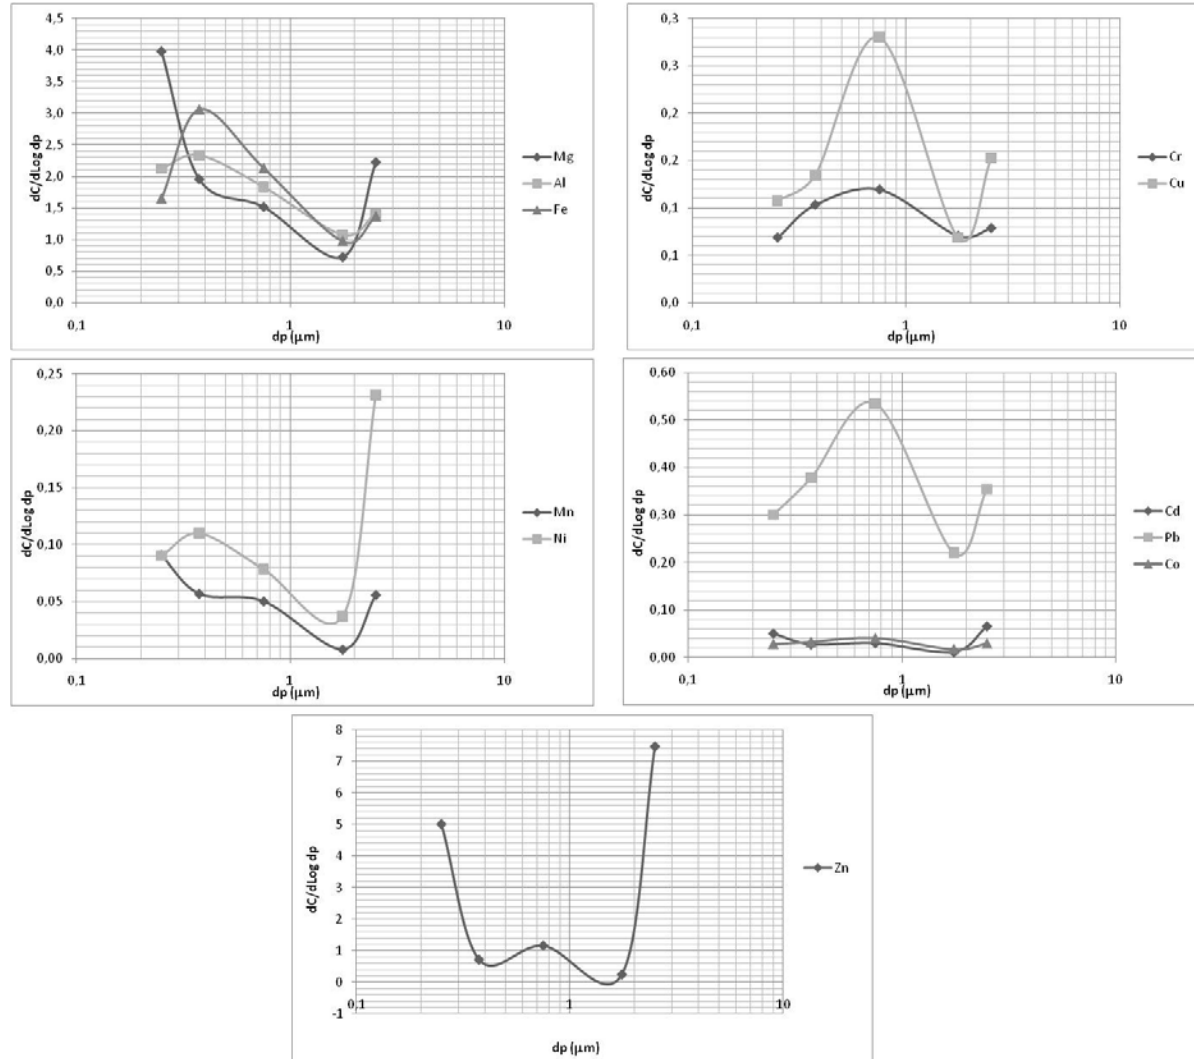 4,5
4,0
3,5
3,0
2,5
2,0
1,5
1,0
0,5
0,0
dC/dLog dp
0,1
1
10
dp (μm)
Mg
Al
Fe
0,3
0,3
0,2
0,2
0,1
0,1
0,0
dC/dLog dp
0,1
1
10
dp (μm)
Cr
Cu
0,25
0,20
0,15
0,10
0,05
0,00
dC/dLog dp
0,1
1
10
dp (μm)
Mn
Ni
0,60
0,50
0,40
0,30
0,20
0,10
0,00
dC/dLog dp
0,1
1
10
dp (μm)
Cd
Pb
Co
8
7
6
5
4
3
2
1
0
-1
dC/dLog dp
0,1
1
10
dp (μm)
Zn